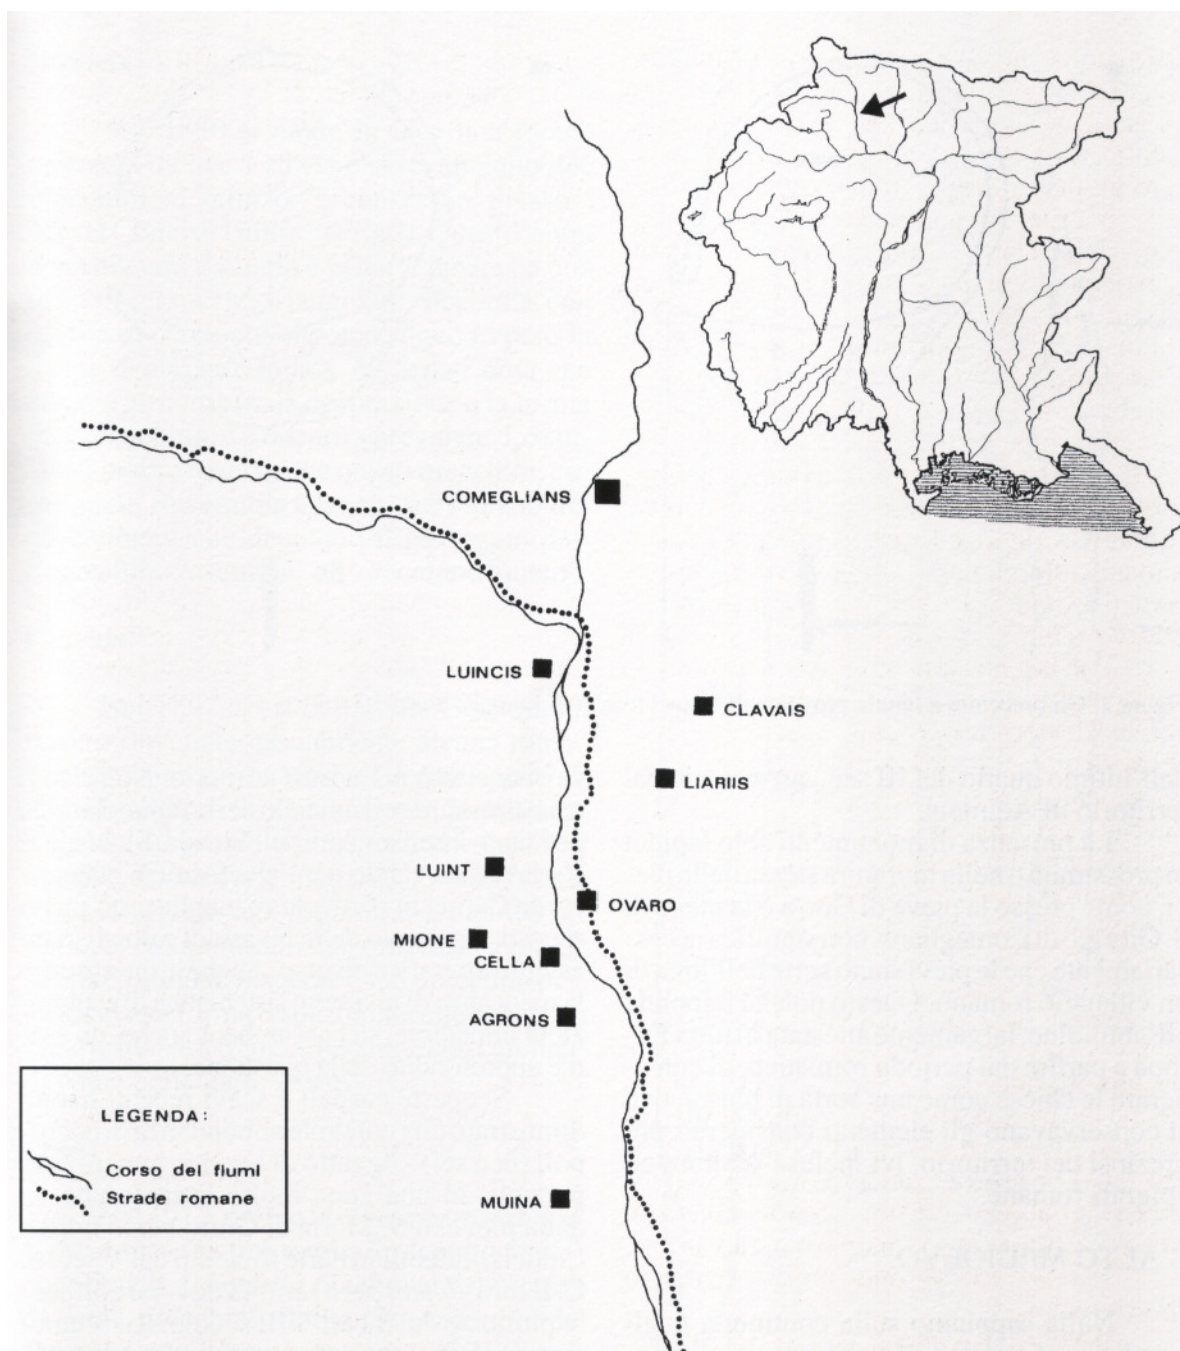 COMEGLIANS
LUINCIS
CLAVAIS
LIARIIS
LUINT
OVARO
MIONE
CELLA
AGRONS
LEGENDA:
Corso dei fiumi
Strade romane
MUINA